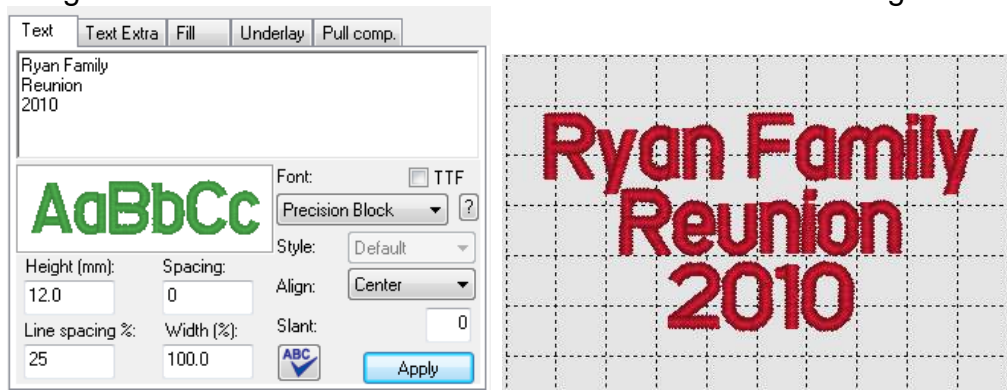 Text Text Extra Fill Underlay Pull comp.
Ryan Family
Reunion
2010
AaBbCc
Font: TTF
Precision Block ?
Style: Default
Height (mm): Spacing:
12.0 0
Align: Center
Line spacing %: Width (%): Slant: 0
25 100.0 ABC Apply
Ryan Family
Reunion
2010